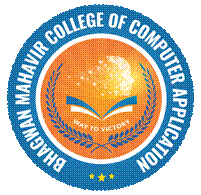 BHAGWAN MAHAVIR COLLEGE OF COMPUTER APPLICATION
WAY TO VICTORY